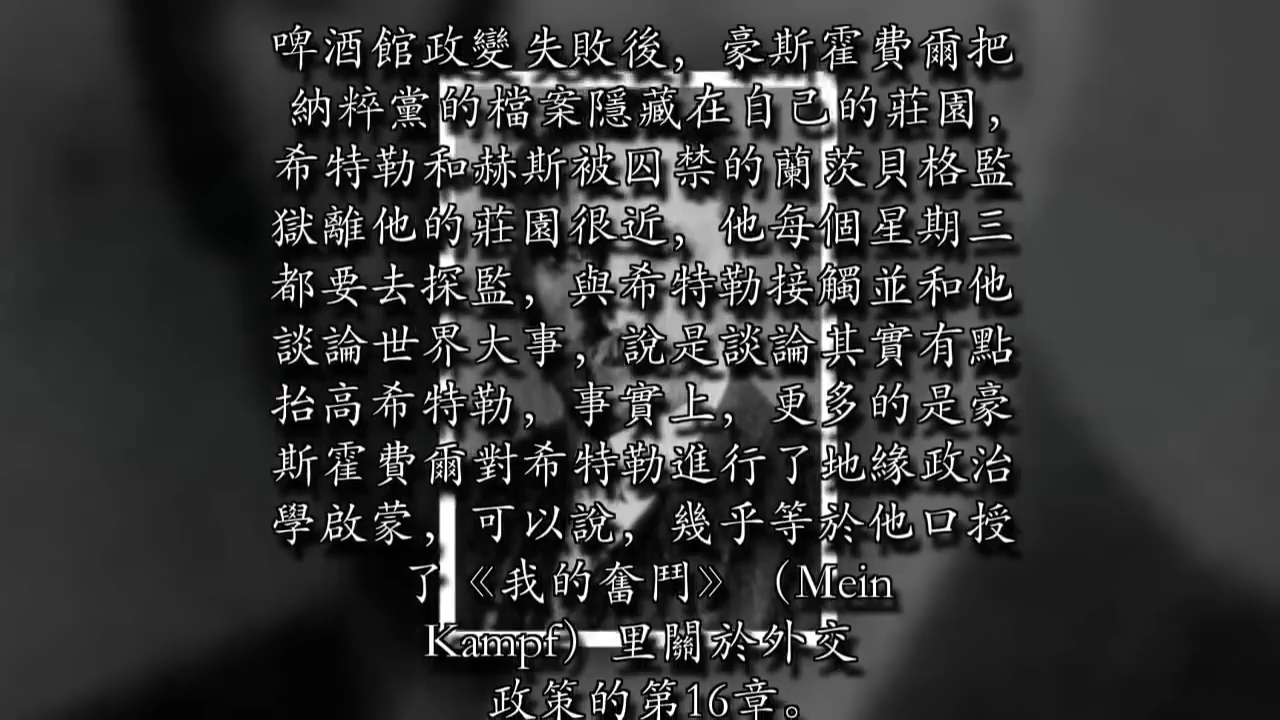 啤酒館政變失敗後，豪斯霍費爾把
納粹黨的檔案隱藏在自己的莊園，
希特勒和赫斯被囚禁的蘭茨貝格監
獄離他的莊園很近，他每個星期三
都要去探監，與希特勒接觸並和他
談論世界大事，說是談論其實有點
抬高希特勒，事實上，更多的是豪
斯霍費爾對希特勒進行了地緣政治
學啟蒙，可以說，幾乎等於他口授
了《我的奮鬥》（Mein
Kampf）里關於外交
政策的第16章。